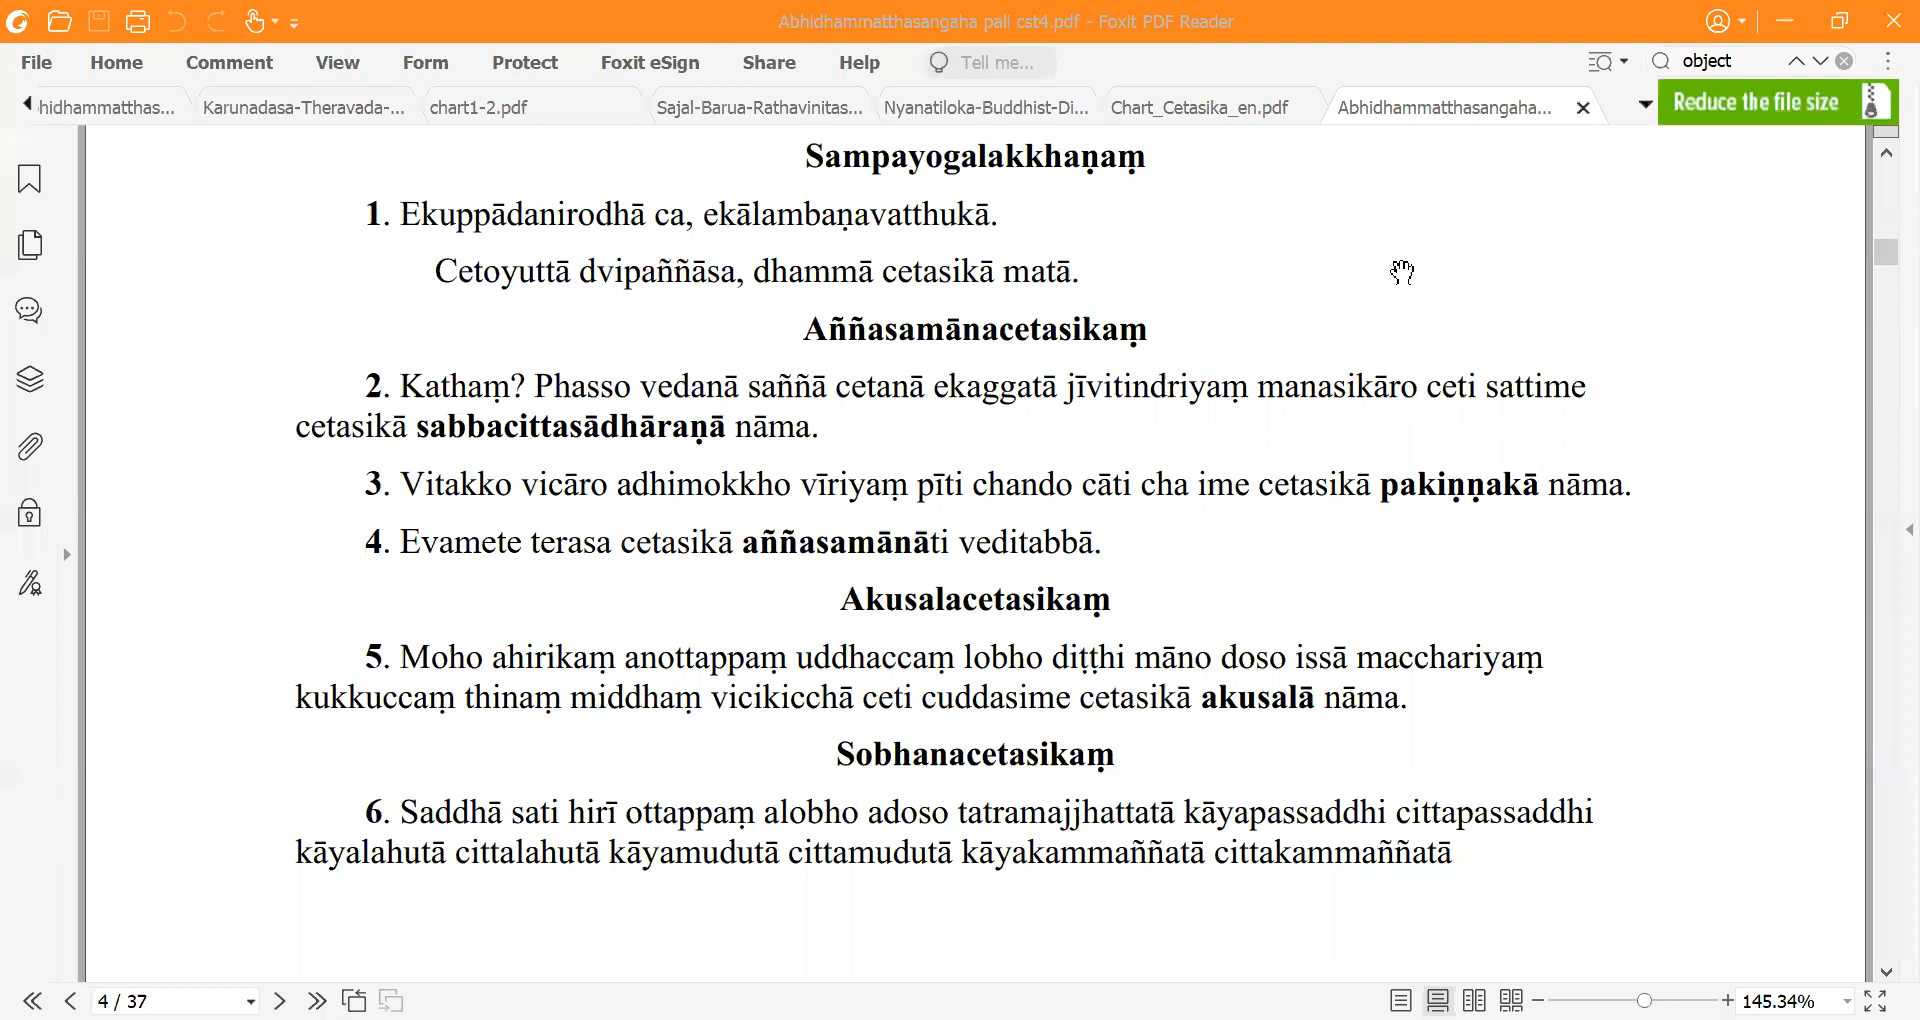 Abhidhammatthasangaha pali cst4.pdf - Foxit PDF Reader
File Home Comment View Form Protect Foxit eSign Share Help Tell me... object
hidhammatthas... Karunadasa-Theravada-... chart1-2.pdf Sajal-Barua-Rathavinitas... Nyanatiloka-Buddhist-Di... Chart_Cetasika_en.pdf Abhidhammatthasangaha... Reduce the file size
Sampayogalakkhaṇaṃ
1. Ekuppādanirodhā ca, ekālambaṇavatthukā.
Cetoyuttā dvipaññāsa, dhammā cetasikā matā.
Aññasamānacetasikaṃ
2. Kathaṃ? Phasso vedanā saññā cetanā ekaggatā jīvitindriyaṃ manasikāro ceti sattime
cetasikā sabbacittasādhāraṇā nāma.
3. Vitakko vicāro adhimokkho vīriyaṃ pīti chando cāti cha ime cetasikā pakiṇṇakā nāma.
4. Evamete terasa cetasikā aññasamānāti veditabbā.
Akusalacetasikaṃ
5. Moho ahirikaṃ anottappaṃ uddhaccaṃ lobho diṭṭhi māno doso issā macchariyaṃ
kukkuccaṃ thinaṃ middhaṃ vicikicchā ceti cuddasime cetasikā akusalā nāma.
Sobhanacetasikaṃ
6. Saddhā sati hirī ottappaṃ alobho adoso tatramajjhattatā kāyapassaddhi cittapassaddhi
kāyalahutā cittalahutā kāyamudutā cittamudutā kāyakammaññatā cittakammaññatā
4 / 37 145.34%